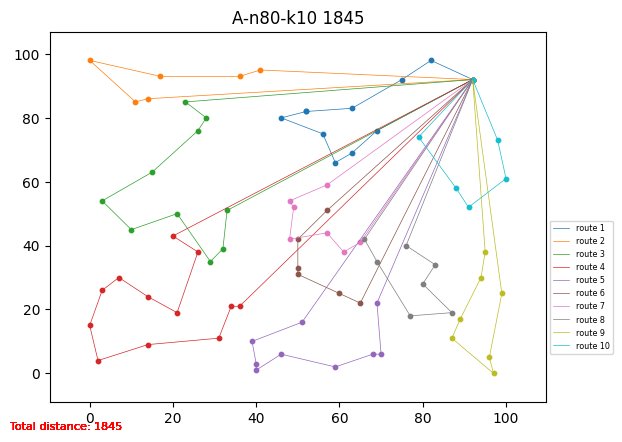 A-n80-k10 1845
100
80
60
40
20
0
0 20 40 60 80 100
route 1
route 2
route 3
route 4
route 5
route 6
route 7
route 8
route 9
route 10
Total distance: 1845